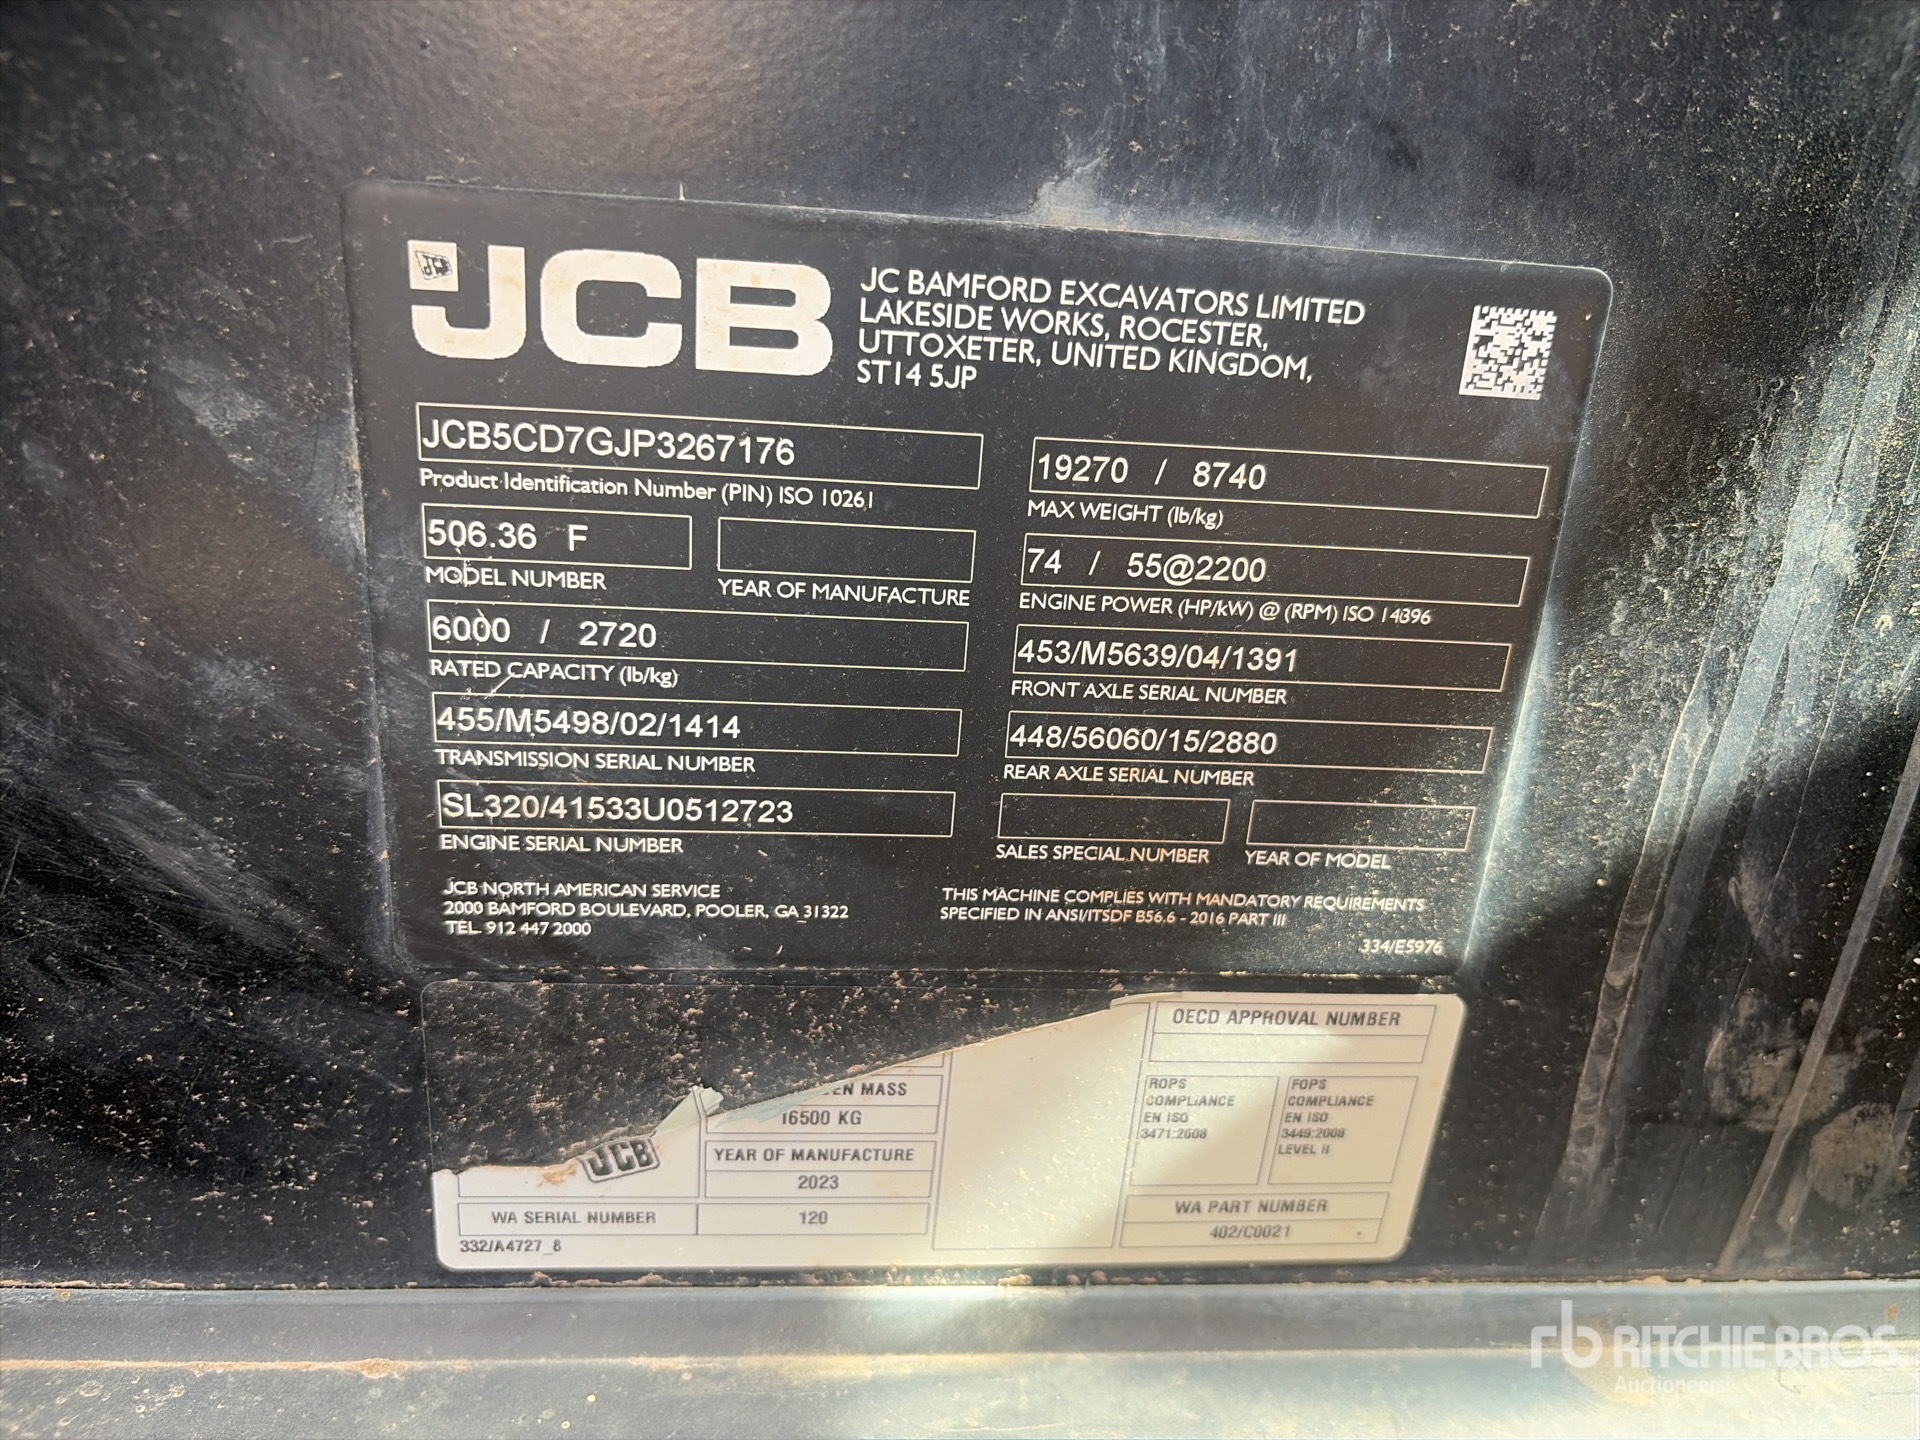 JCB
JC BAMFORD EXCAVATORS LIMITED
LAKESIDE WORKS, ROCESTER,
UTTOXETER, UNITED KINGDOM,
ST14 5JP
JCB5CD7GJP3267176
Product Identification Number (PIN) ISO 10261
506.36 F
MODEL NUMBER
YEAR OF MANUFACTURE
6000 / 2720
RATED CAPACITY (lb/kg)
455/M5498/02/1414
TRANSMISSION SERIAL NUMBER
SL320/41533U0512723
ENGINE SERIAL NUMBER
19270 / 8740
MAX WEIGHT (lb/kg)
74 / 55@2200
ENGINE POWER (HP/kW) @ (RPM) ISO 14396
453/M5639/04/1391
FRONT AXLE SERIAL NUMBER
448/56060/15/2880
REAR AXLE SERIAL NUMBER
SALES SPECIAL NUMBER
YEAR OF MODEL
JCB NORTH AMERICAN SERVICE
2000 BAMFORD BOULEVARD, POOLER, GA 31322
TEL. 912 447 2000
THIS MACHINE COMPLIES WITH MANDATORY REQUIREMENTS
SPECIFIED IN ANSI/ITSDF B56.6 - 2016 PART III
334/E5976
MASS
16500 KG
JCB
YEAR OF MANUFACTURE
2023
WA SERIAL NUMBER
120
332/A4727_8
OECD APPROVAL NUMBER
ROPS
COMPLIANCE
EN ISO
3471:2008
FOPS
COMPLIANCE
EN ISO
3449:2008
LEVEL II
WA PART NUMBER
402/C0021
rb RITCHIE BROS.
Auctioneers